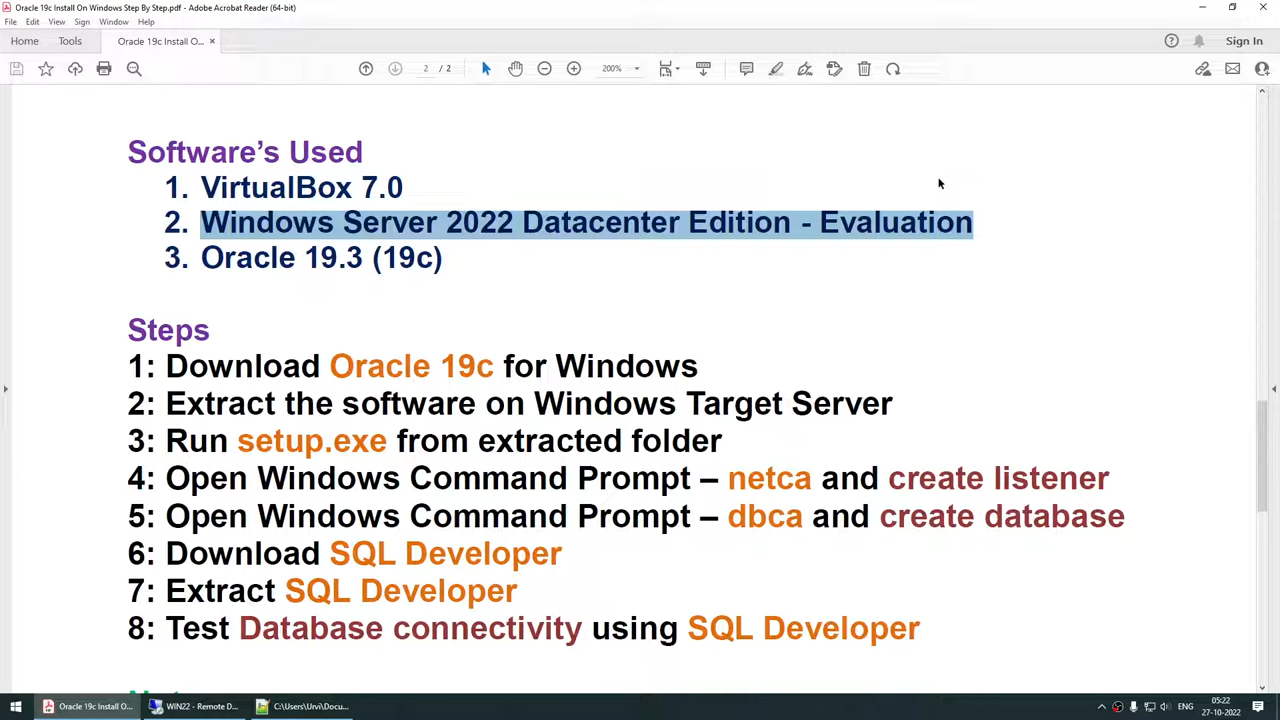 Oracle 19c Install On Windows Step By Step.pdf - Adobe Acrobat Reader (64-bit)
File Edit View Sign Window Help
Home Tools Oracle 19c Install O... × Sign In
2 / 2 200%
Software’s Used
1. VirtualBox 7.0
2. Windows Server 2022 Datacenter Edition - Evaluation
3. Oracle 19.3 (19c)
Steps
1: Download Oracle 19c for Windows
2: Extract the software on Windows Target Server
3: Run setup.exe from extracted folder
4: Open Windows Command Prompt – netca and create listener
5: Open Windows Command Prompt – dbca and create database
6: Download SQL Developer
7: Extract SQL Developer
8: Test Database connectivity using SQL Developer
Oracle 19c Install O... WIN22 - Remote D... C:\Users\Urvi\Docu... ENG 05:22
27-10-2022